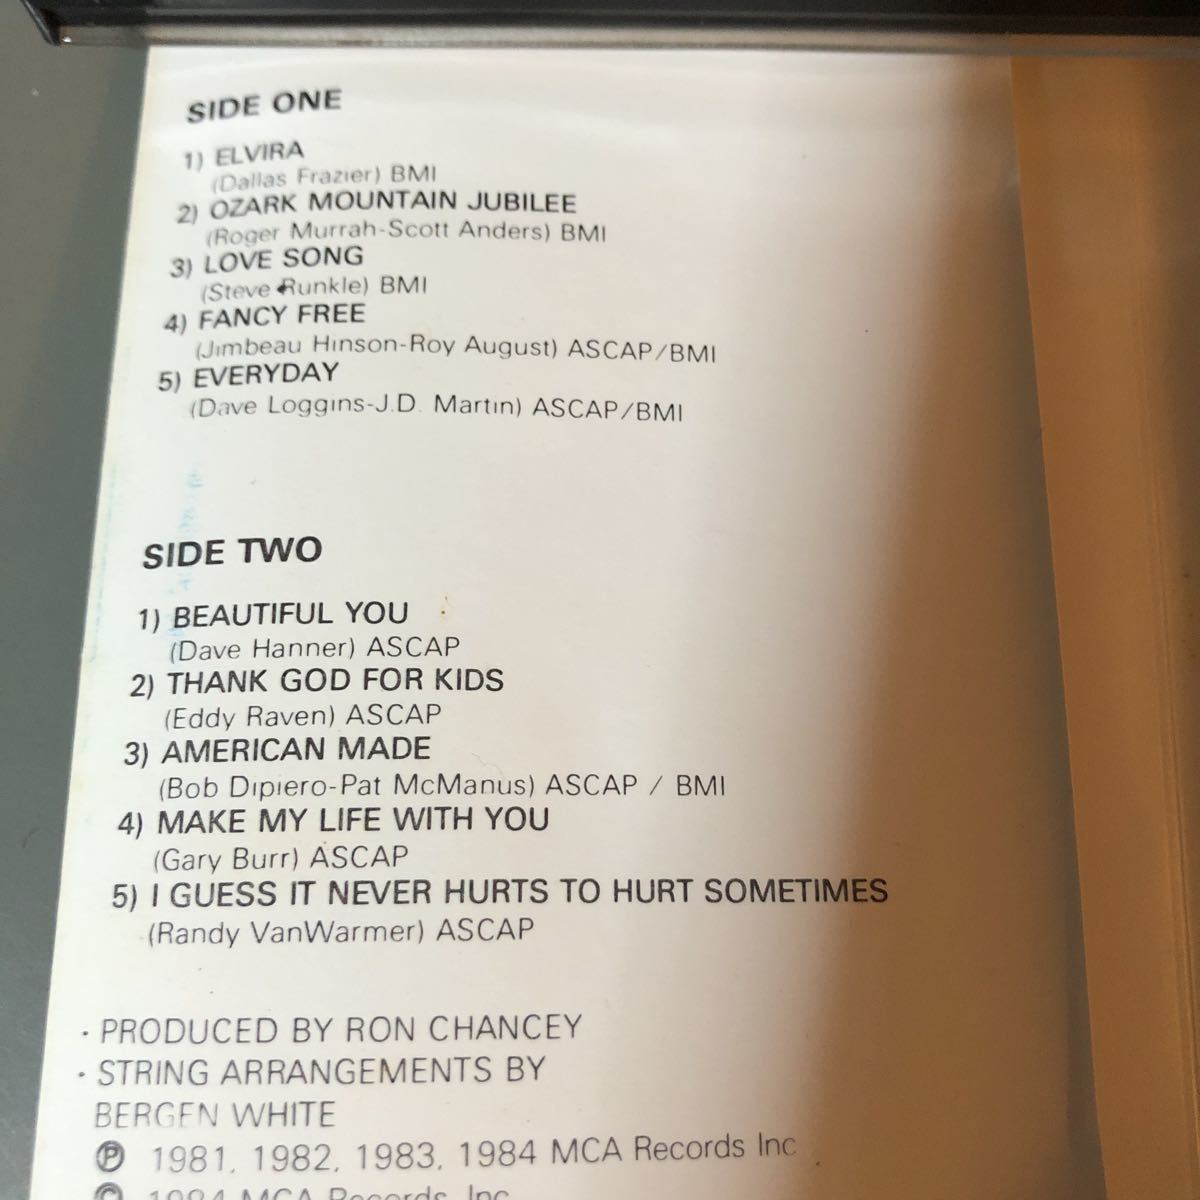 SIDE ONE
1) ELVIRA
(Dallas Frazier) BMI
2) OZARK MOUNTAIN JUBILEE
(Roger Murrah-Scott Anders) BMI
3) LOVE SONG
(Steve Runkle) BMI
4) FANCY FREE
(Jimbeau Hinson-Roy August) ASCAP/BMI
5) EVERYDAY
(Dave Loggins-J.D. Martin) ASCAP/BMI
SIDE TWO
1) BEAUTIFUL YOU
(Dave Hanner) ASCAP
2) THANK GOD FOR KIDS
(Eddy Raven) ASCAP
3) AMERICAN MADE
(Bob Dipiero-Pat McManus) ASCAP / BMI
4) MAKE MY LIFE WITH YOU
(Gary Burr) ASCAP
5) I GUESS IT NEVER HURTS TO HURT SOMETIMES
(Randy VanWarmer) ASCAP
· PRODUCED BY RON CHANCEY
· STRING ARRANGEMENTS BY
BERGEN WHITE
℗ 1981, 1982, 1983, 1984 MCA Records Inc
© 1984 MCA Records Inc